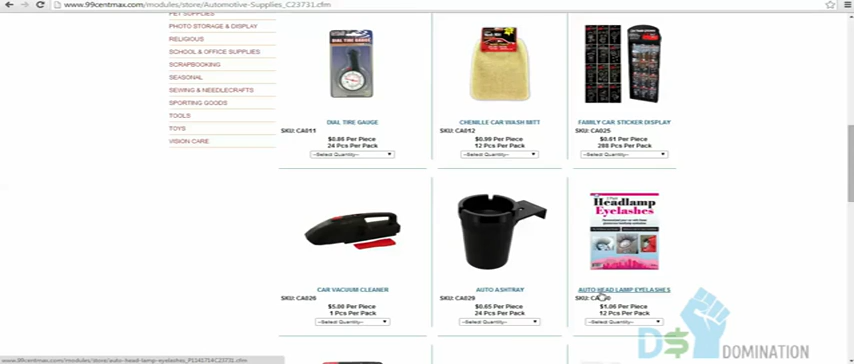 www.99centmax.com/modules/store/Automotive-Supplies_C23731.cfm
PET SUPPLIES
PHOTO STORAGE & DISPLAY
RELIGIOUS
SCHOOL & OFFICE SUPPLIES
SCRAPBOOKING
SEASONAL
SEWING & NEEDLECRAFTS
SPORTING GOODS
TOOLS
TOYS
VISION CARE
DIAL TIRE GAUGE
SKU: CA011
$0.86 Per Piece
24 Pcs Per Pack
--Select Quantity--
CHENILLE CAR WASH MITT
SKU: CA012
$0.99 Per Piece
12 Pcs Per Pack
--Select Quantity--
FAMILY CAR STICKER DISPLAY
SKU: CA025
$0.61 Per Piece
288 Pcs Per Pack
--Select Quantity--
CAR VACUUM CLEANER
SKU: CA026
$5.00 Per Piece
1 Pcs Per Pack
--Select Quantity--
AUTO ASHTRAY
SKU: CA029
$0.65 Per Piece
24 Pcs Per Pack
--Select Quantity--
Headlamp
Eyelashes
AUTO HEAD LAMP EYELASHES
$1.06 Per Piece
12 Pcs Per Pack
--Select Quantity--
D$ DOMINATION